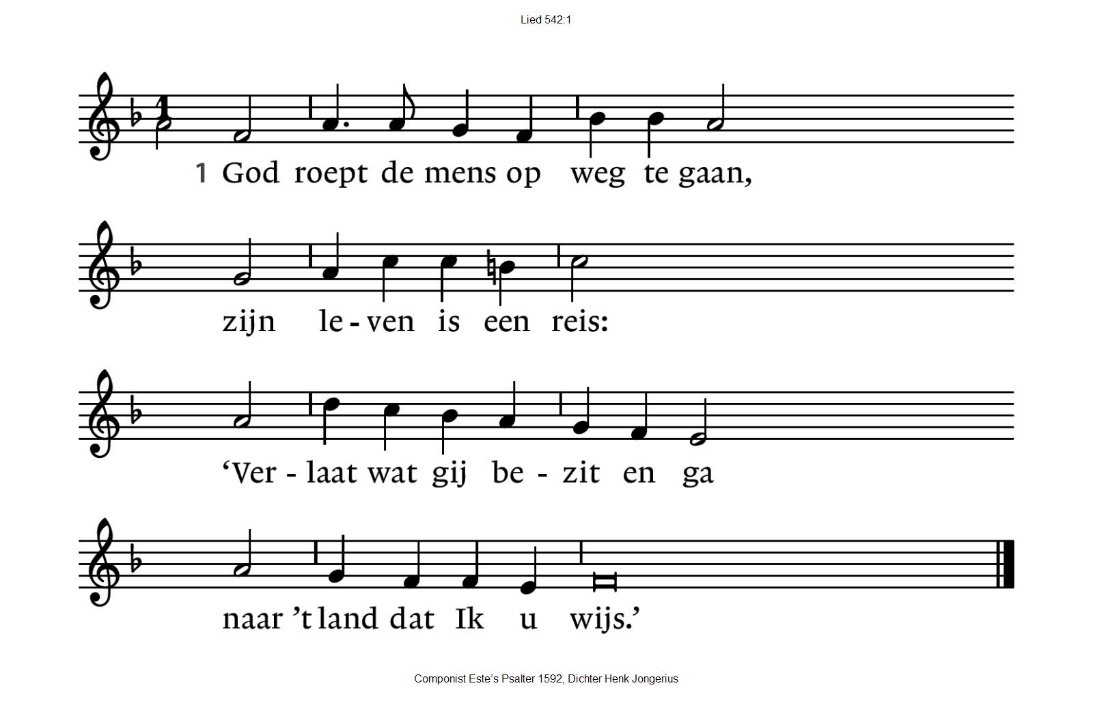 Lied 542:1
1
1 God roept de mens op weg te gaan,
zijn le - ven is een reis:
‘Ver - laat wat gij be - zit en ga
naar ’t land dat Ik u wijs.’
Componist Este's Psalter 1592, Dichter Henk Jongerius